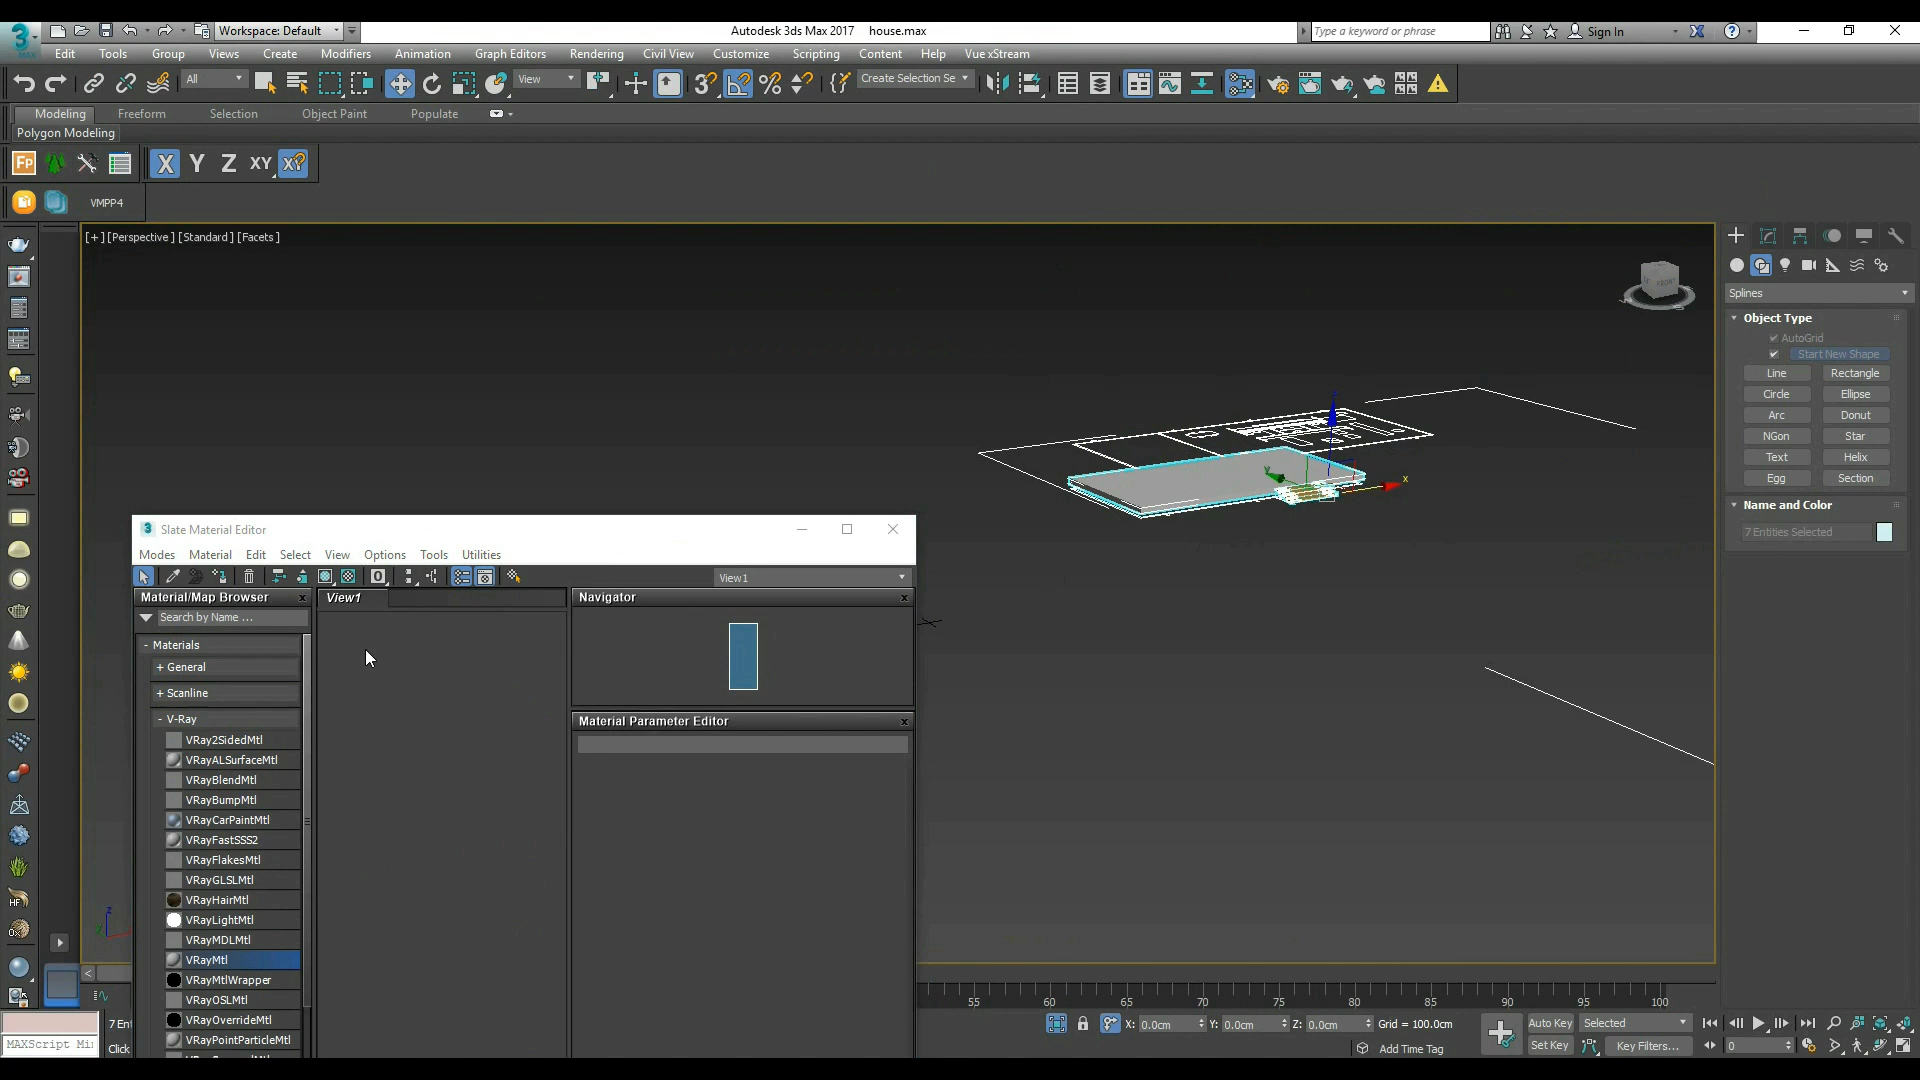 Workspace: Default
Autodesk 3ds Max 2017    house.max
Type a keyword or phrase
Sign In
MAX
Edit Tools Group Views Create Modifiers Animation Graph Editors Rendering Civil View Customize Scripting Content Help Vue xStream
All
View
Create Selection Se
Modeling Freeform Selection Object Paint Populate
Polygon Modeling
FP
X Y Z XY
VMPP4
[+] [Perspective ] [Standard ] [Facets ]
FRONT
Splines
Object Type
AutoGrid
Start New Shape
Line Rectangle
Circle Ellipse
Arc Donut
NGon Star
Text Helix
Egg Section
Name and Color
7 Entities Selected
z
y
x
Slate Material Editor
Modes Material Edit Select View Options Tools Utilities
View1
Material/Map Browser
View1
Navigator
Search by Name ...
- Materials
+ General
+ Scanline
- V-Ray
VRay2SidedMtl
VRayALSurfaceMtl
VRayBlendMtl
VRayBumpMtl
VRayCarPaintMtl
VRayFastSSS2
VRayFlakesMtl
VRayGLSLMtl
VRayHairMtl
VRayLightMtl
VRayMDLMtl
VRayMtl
VRayMtlWrapper
VRayOSLMtl
VRayOverrideMtl
VRayPointParticleMtl
Material Parameter Editor
HF
z
55 60 65 70 75 80 85 90 95 100
7 Ent
X: 0.0cm Y: 0.0cm Z: 0.0cm Grid = 100.0cm
Auto Key Selected
MAXScript Mi
Click
Add Time Tag
Set Key Key Filters...
0